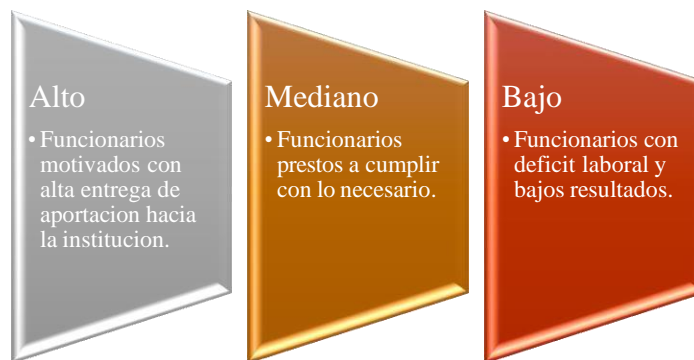 Alto
• Funcionarios
motivados con
alta entrega de
aportacion hacia
la institucion.
Mediano
• Funcionarios
prestos a cumplir
con lo necesario.
Bajo
• Funcionarios con
deficit laboral y
bajos resultados.